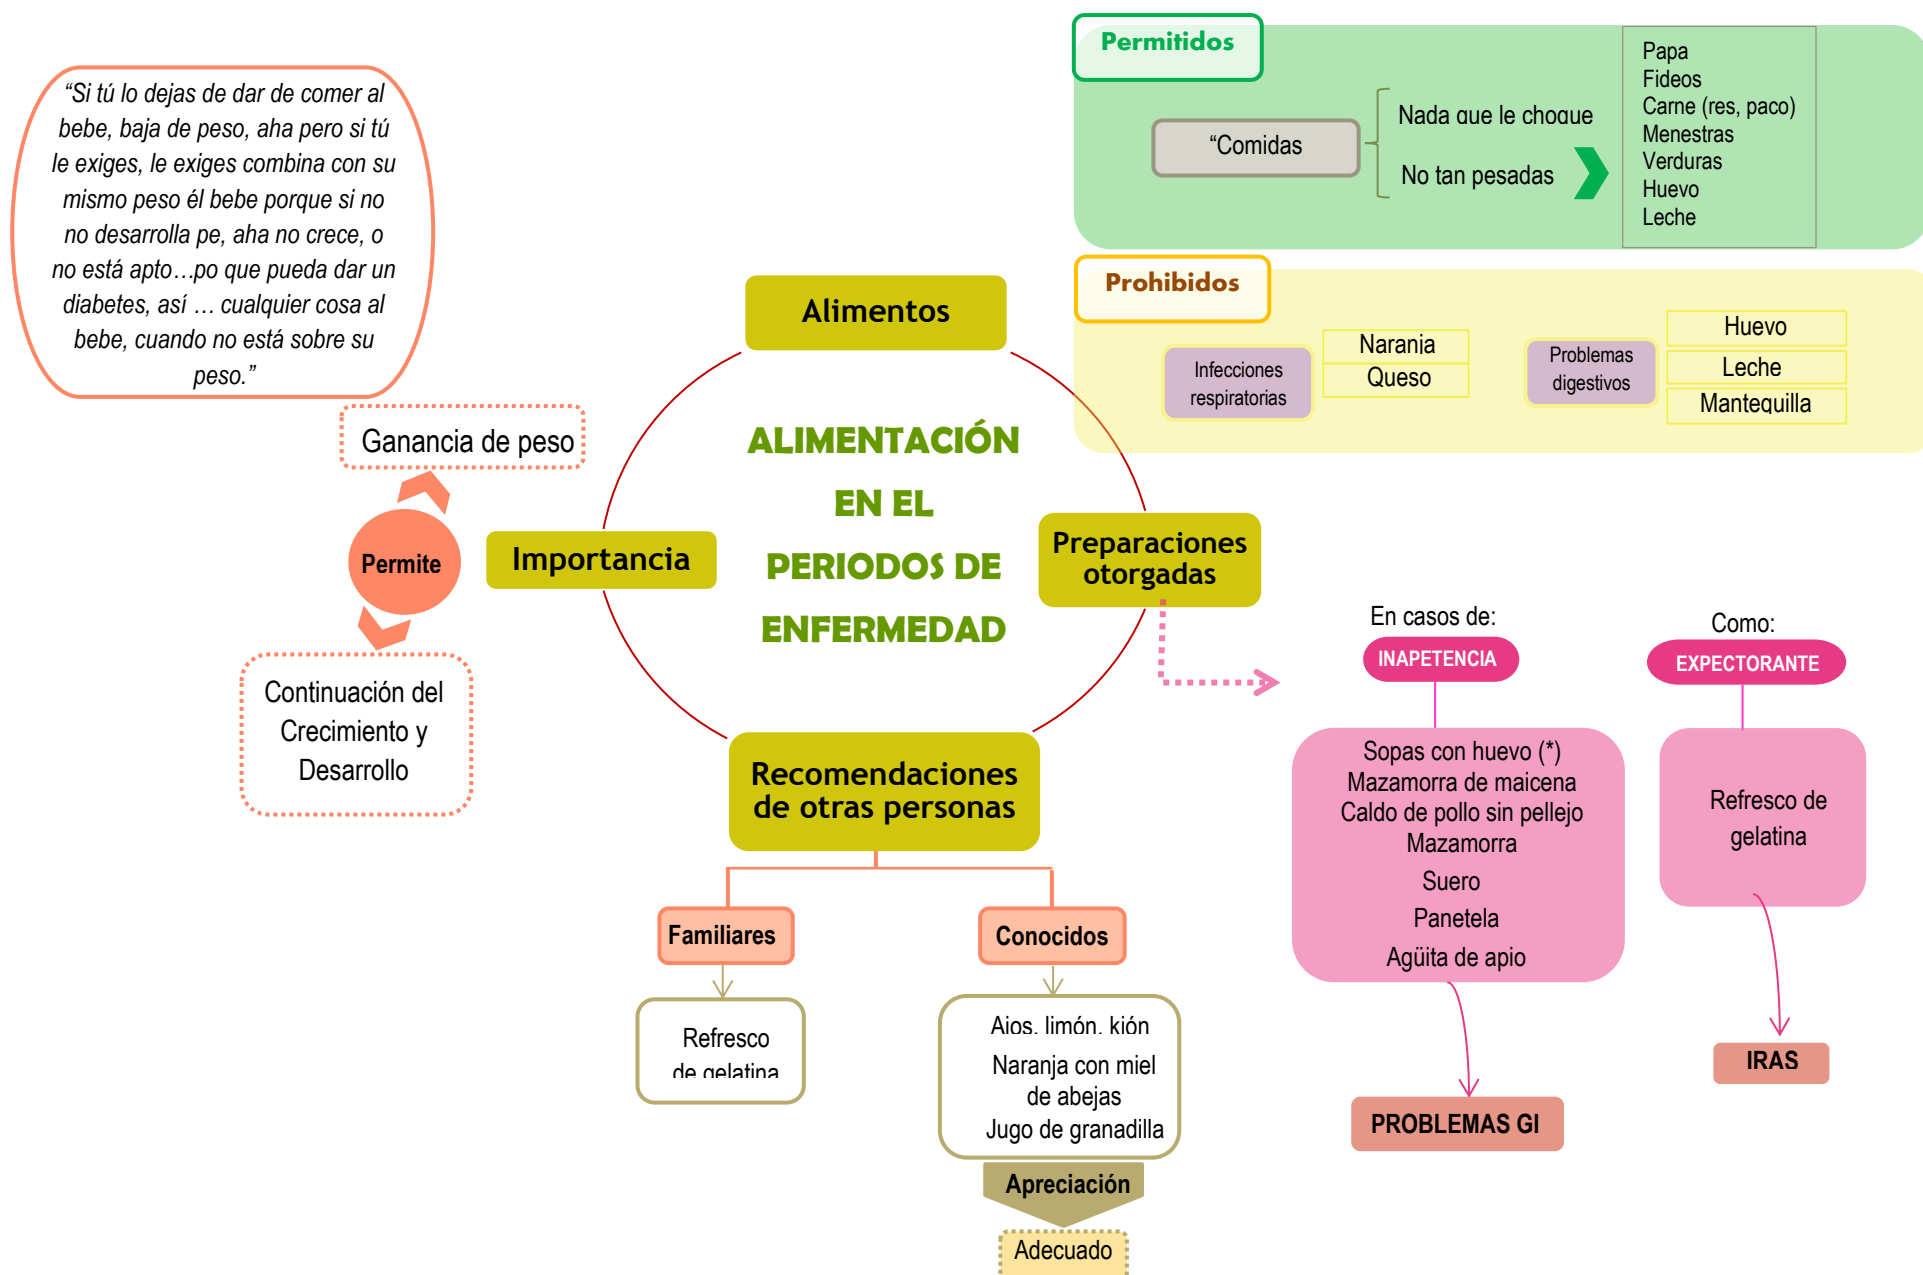 “Si tú lo dejas de dar de comer al
bebe, baja de peso, aha pero si tú
le exiges, le exiges combina con su
mismo peso él bebe porque si no
no desarrolla pe, aha no crece, o
no está apto…po que pueda dar un
diabetes, así … cualquier cosa al
bebe, cuando no está sobre su
peso.”
Permitidos
“Comidas
Nada que le choque
No tan pesadas
Papa
Fideos
Carne (res, paco)
Menestras
Verduras
Huevo
Leche
Prohibidos
Infecciones
respiratorias
Naranja
Queso
Problemas
digestivos
Huevo
Leche
Mantequilla
Alimentos
ALIMENTACIÓN
EN EL
PERIODOS DE
ENFERMEDAD
Ganancia de peso
Permite
Importancia
Continuación del
Crecimiento y
Desarrollo
Preparaciones
otorgadas
En casos de:
INAPETENCIA
Sopas con huevo (*)
Mazamorra de maicena
Caldo de pollo sin pellejo
Mazamorra
Suero
Panetela
Agüita de apio
PROBLEMAS GI
Como:
EXPECTORANTE
Refresco de
gelatina
IRAS
Recomendaciones
de otras personas
Familiares
Refresco
de gelatina
Conocidos
Ajos, limón, kión
Naranja con miel
de abejas
Jugo de granadilla
Apreciación
Adecuado